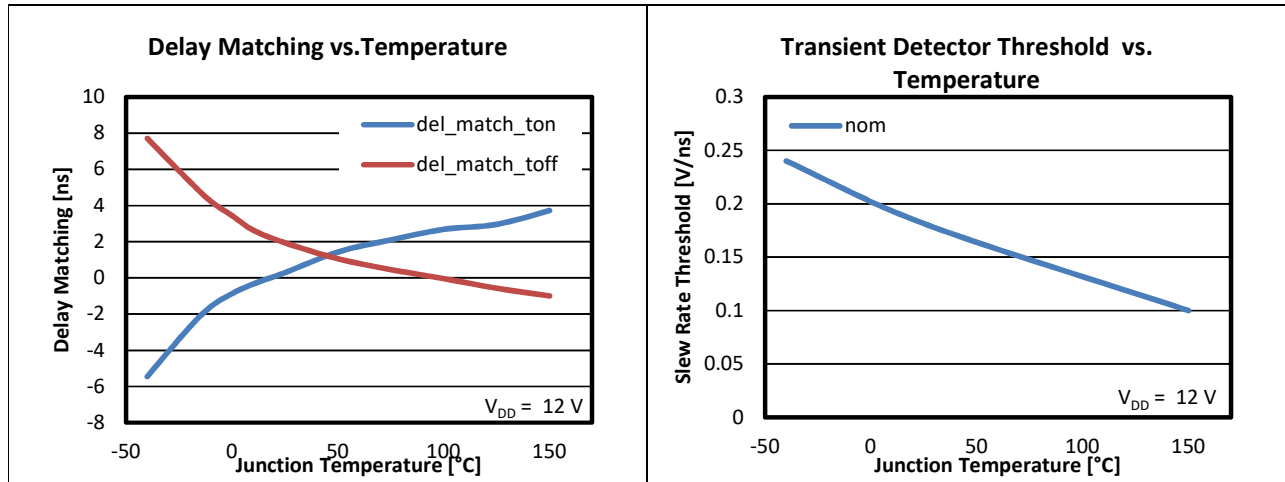 Delay Matching vs.Temperature
10
8
6
4
2
0
-2
-4
-6
-8
Delay Matching [ns]
del_match_ton
del_match_toff
V_DD = 12 V
-50 0 50 100 150
Junction Temperature [°C]
Transient Detector Threshold vs.
Temperature
0.3
0.25
0.2
0.15
0.1
0.05
0
Slew Rate Threshold [V/ns]
nom
V_DD = 12 V
-50 0 50 100 150
Junction Temperature [°C]